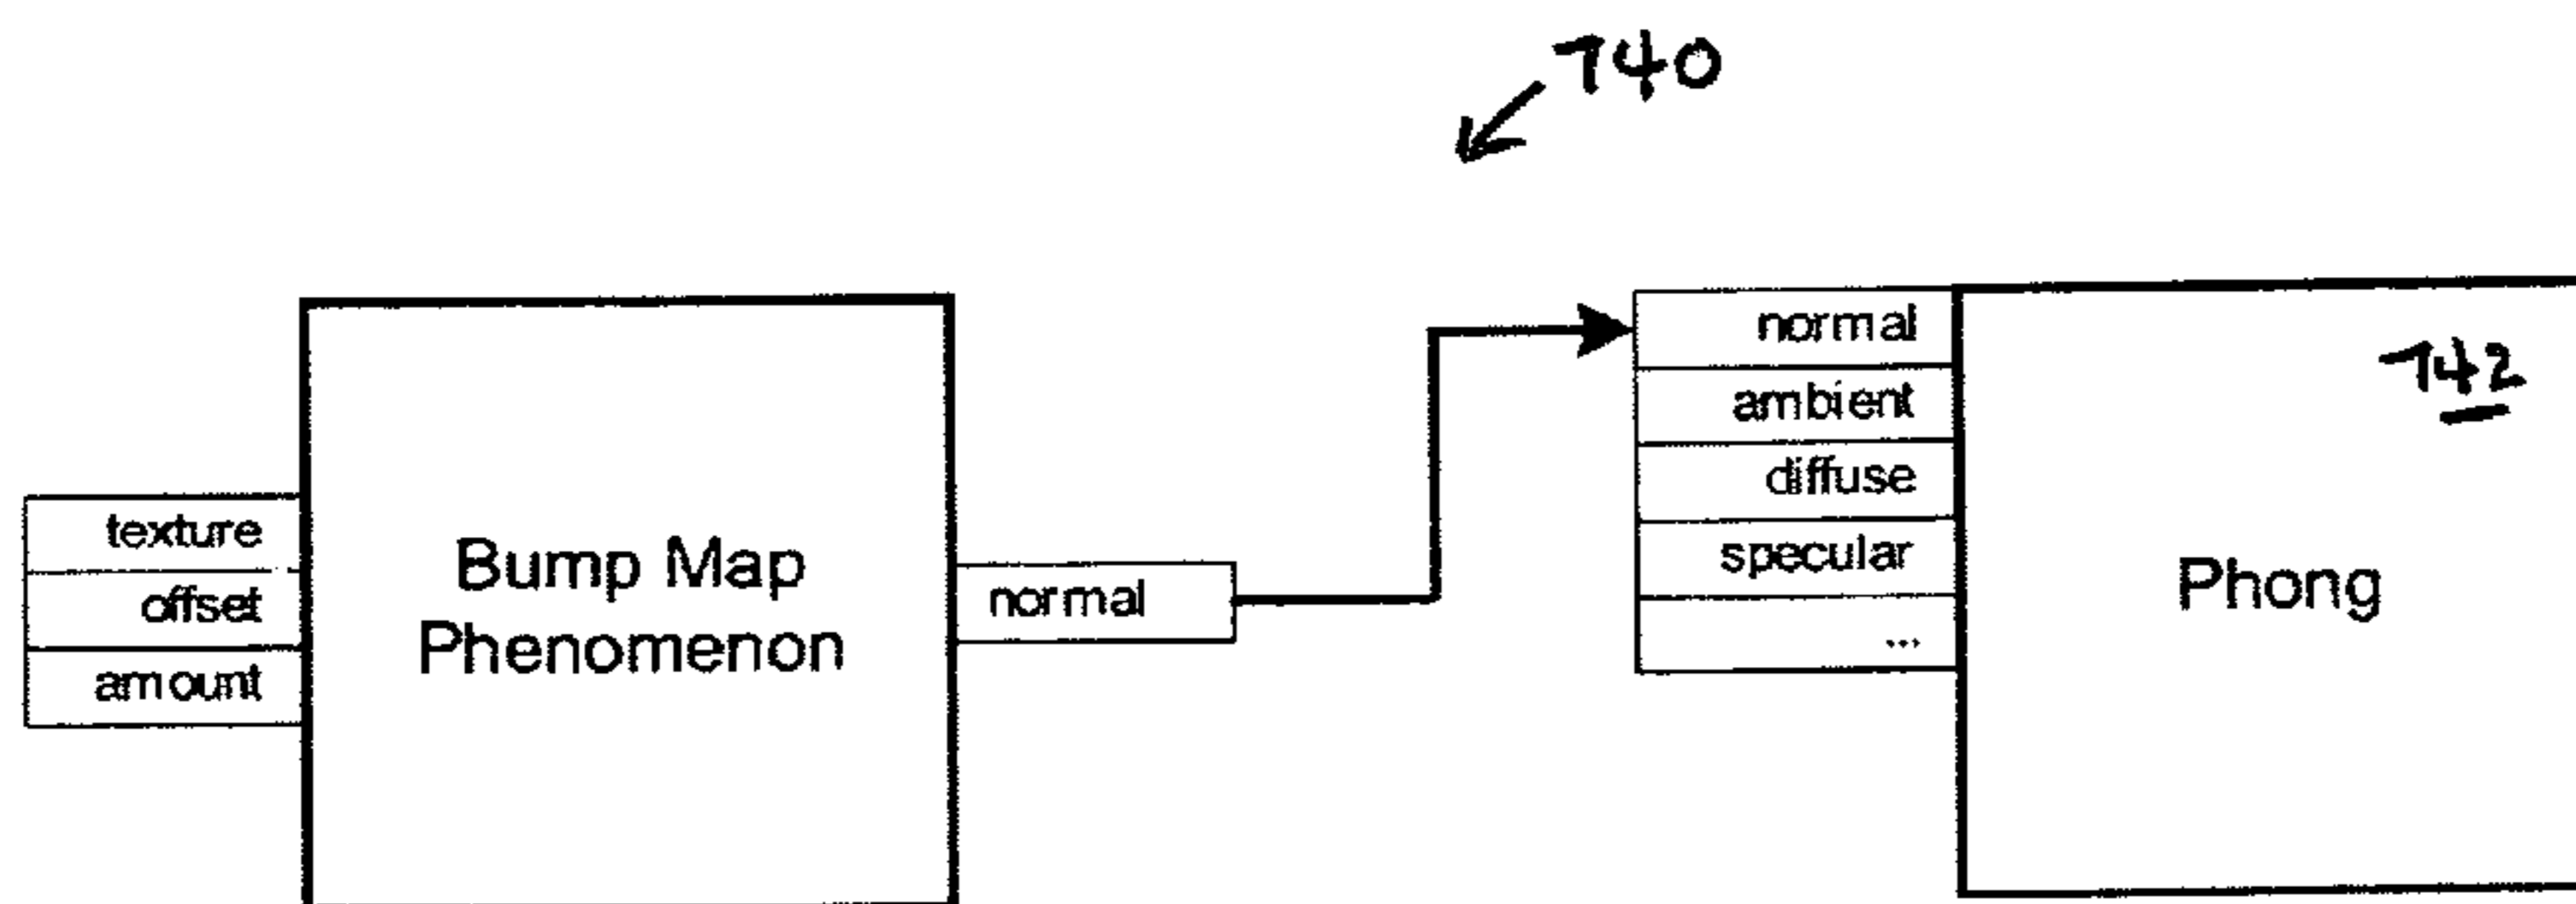 740
texture
offset
amount
Bump Map
Phenomenon
normal
normal
ambient
diffuse
specular
...
742
Phong